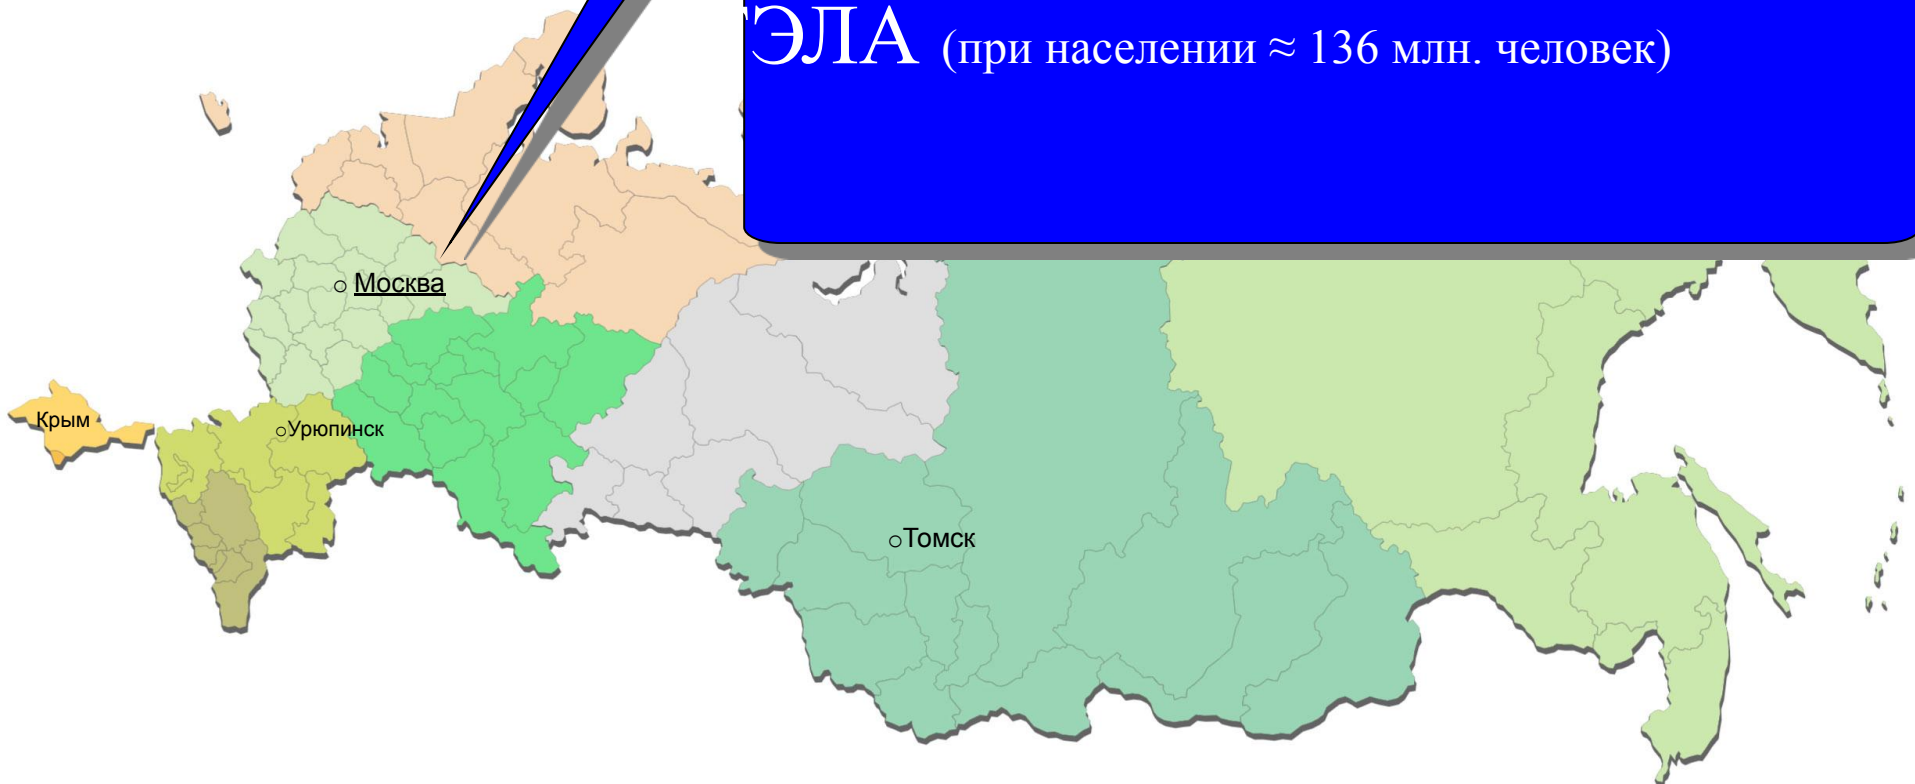 ЭЛА (при населении ≈ 136 млн. человек)
Москва
Крым
Урюпинск
Томск